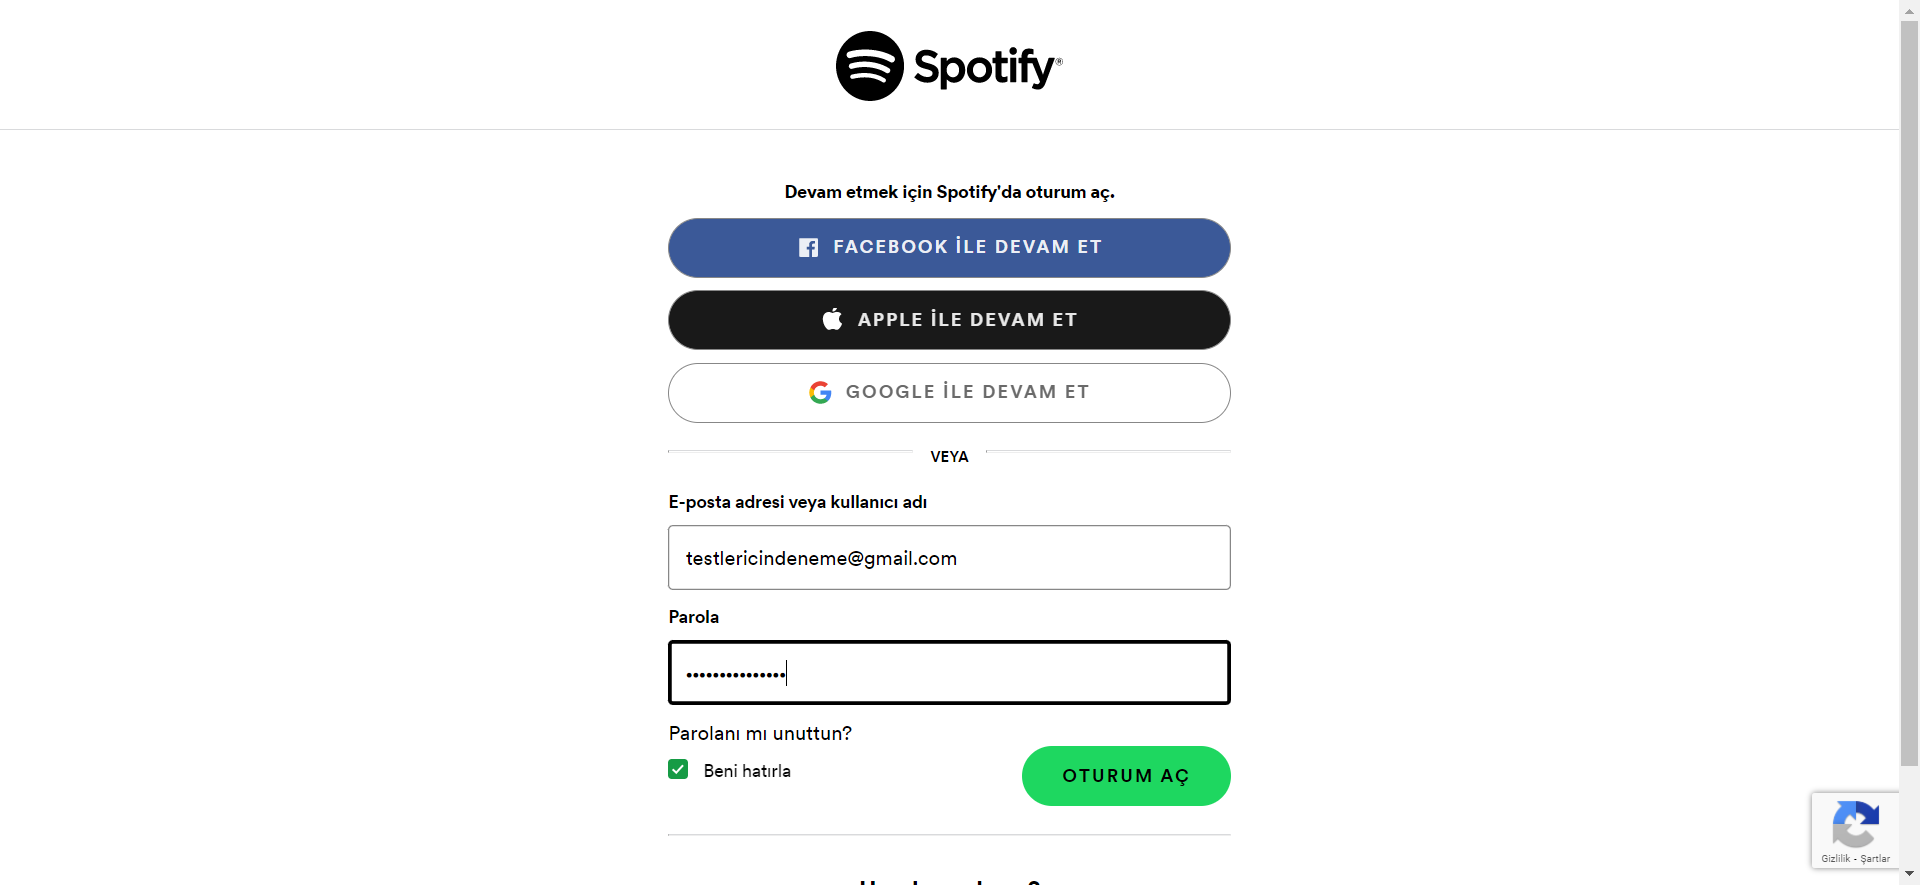 Spotify®
Devam etmek için Spotify'da oturum aç.
FACEBOOK İLE DEVAM ET
APPLE İLE DEVAM ET
GOOGLE İLE DEVAM ET
VEYA
E-posta adresi veya kullanıcı adı
testlericindeneme@gmail.com
Parola
•••••••••••••••
Parolanı mı unuttun?
Beni hatırla
OTURUM AÇ
Gizlilik - Şartlar